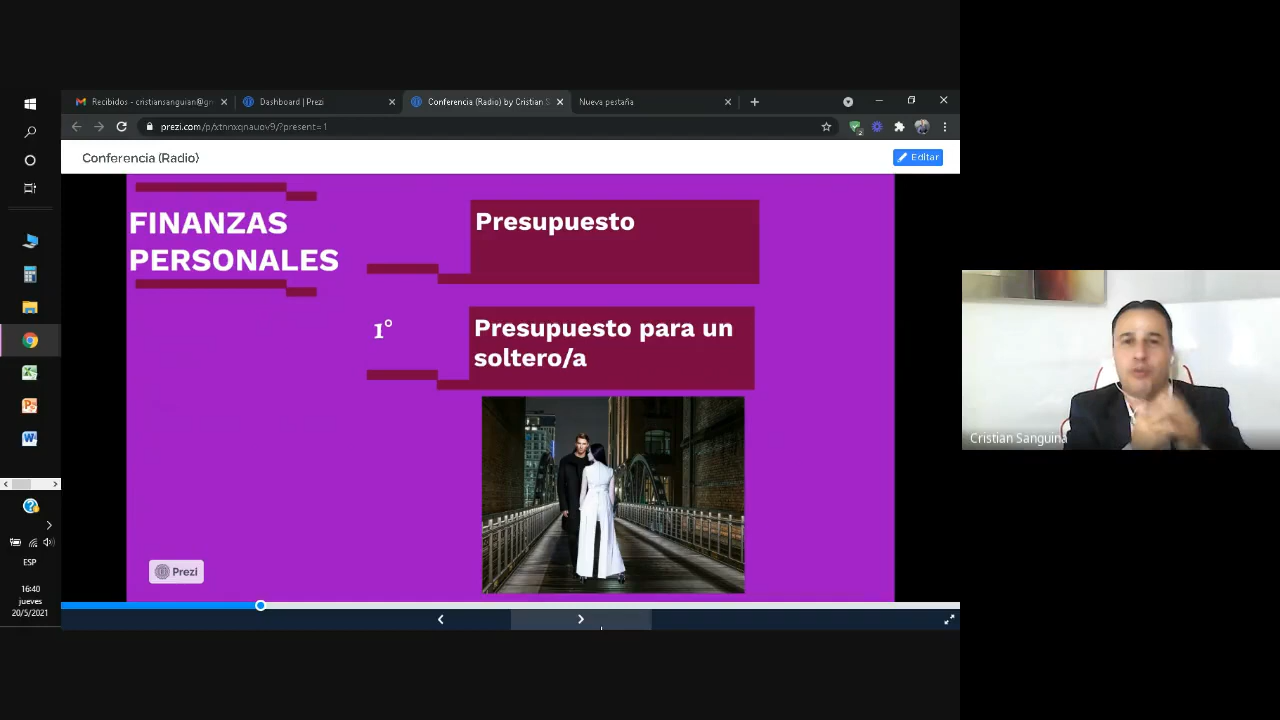 Recibidos - cristiansanguian@gm
Dashboard | Prezi
Conferencia (Radio) by Cristian S
Nueva pestaña
prezi.com/p/xtnnxqnauov9/?present=1
Conferencia (Radio)
Editar
FINANZAS
PERSONALES
Presupuesto
1°
Presupuesto para un
soltero/a
Prezi
Cristian Sanguina
ESP
16:40
jueves
20/5/2021